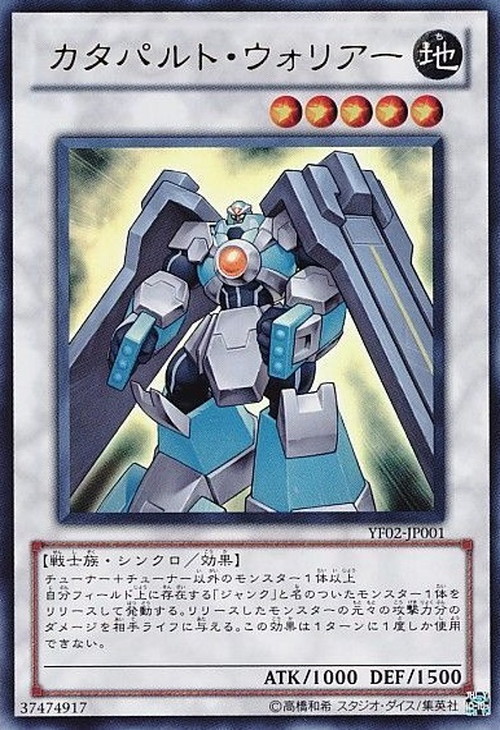 カタパルト・ウォリアー
地
YF02-JP001
【戦士族・シンクロ／効果】
チューナー＋チューナー以外のモンスター１体以上
自分フィールド上に存在する「ジャンク」と名のついたモンスター１体を
リリースして発動する。リリースしたモンスターの元々の攻撃力分の
ダメージを相手ライフに与える。この効果は１ターンに１度しか使用
できない。
ATK/1000 DEF/1500
37474917
©高橋和希 スタジオ・ダイス/集英社